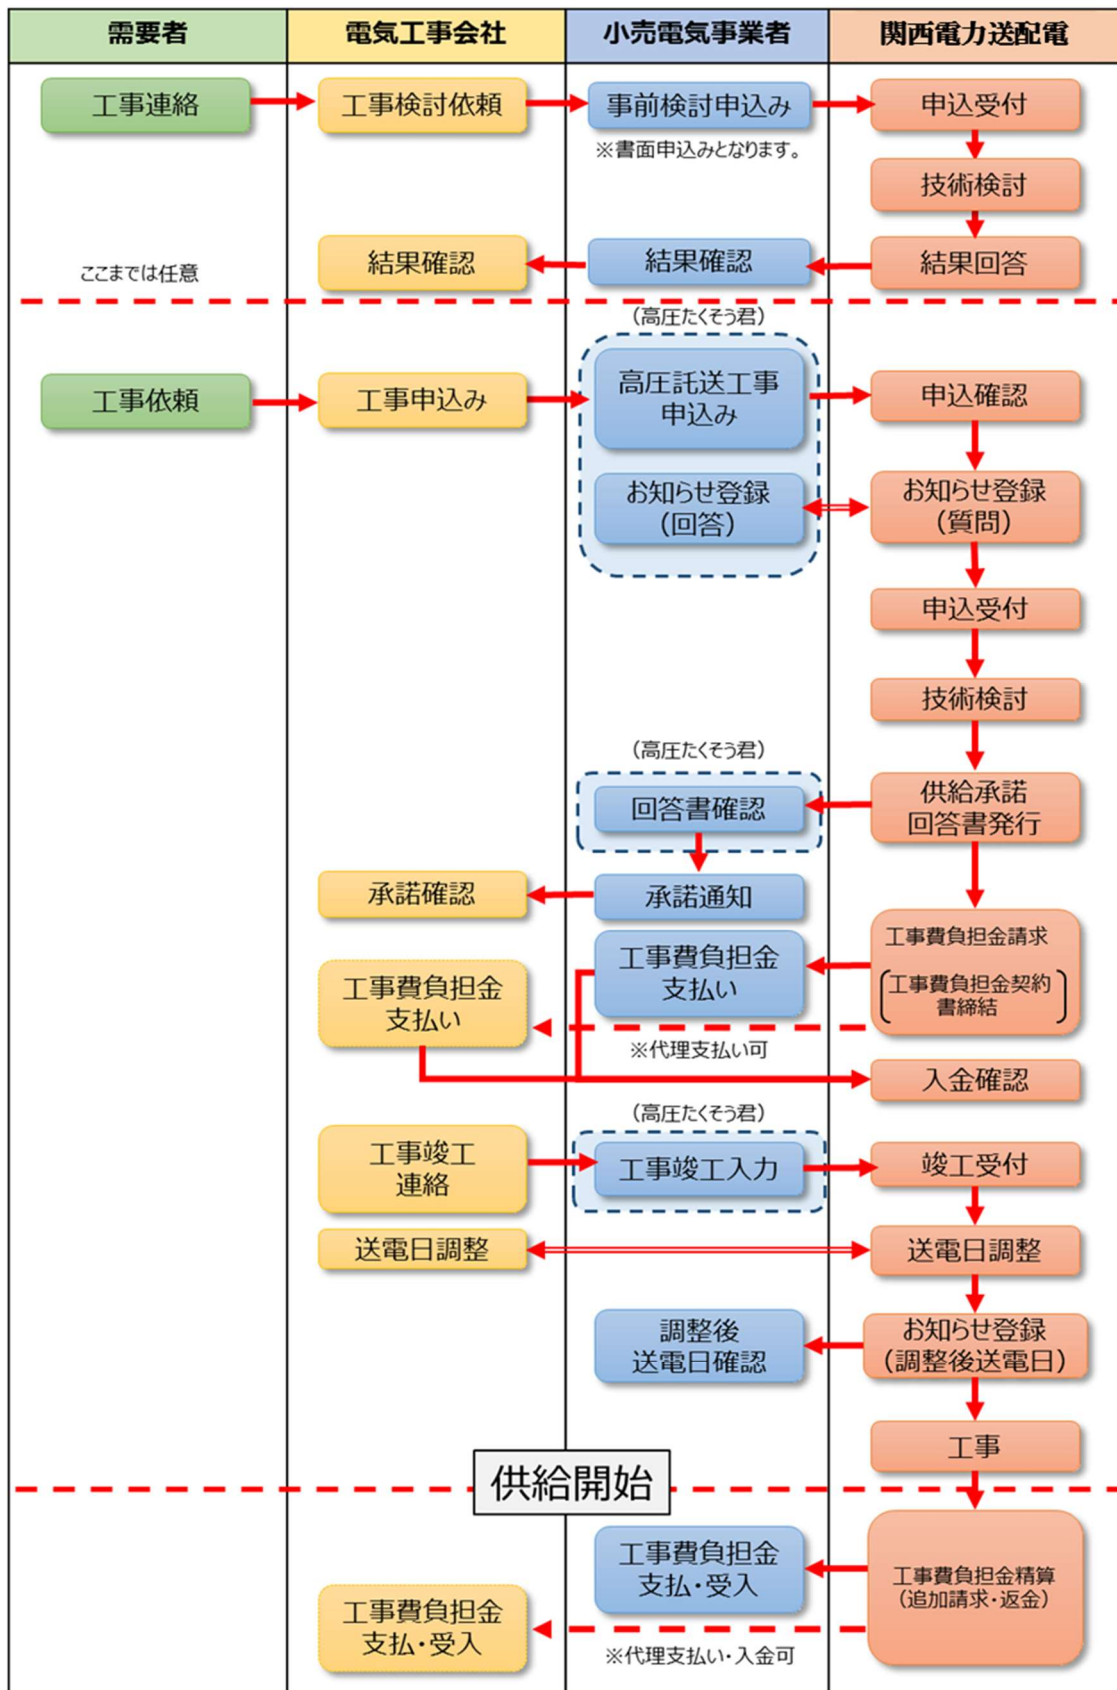 需要者
電気工事会社
小売電気事業者
関西電力送配電
工事連絡
工事検討依頼
事前検討申込み
申込受付
※書面申込みとなります。
技術検討
結果確認
結果確認
結果回答
ここまでは任意
(高圧たくそう君)
工事依頼
工事申込み
高圧託送工事
申込み
申込確認
お知らせ登録
(回答)
お知らせ登録
(質問)
申込受付
技術検討
(高圧たくそう君)
回答書確認
供給承諾
回答書発行
承諾確認
承諾通知
工事費負担金
支払い
工事費負担金
支払い
工事費負担金請求
工事費負担金契約
書締結
※代理支払い可
入金確認
(高圧たくそう君)
工事竣工
連絡
工事竣工入力
竣工受付
送電日調整
送電日調整
調整後
送電日確認
お知らせ登録
(調整後送電日)
工事
供給開始
工事費負担金
支払・受入
工事費負担金
支払・受入
工事費負担金精算
(追加請求・返金)
※代理支払い・入金可